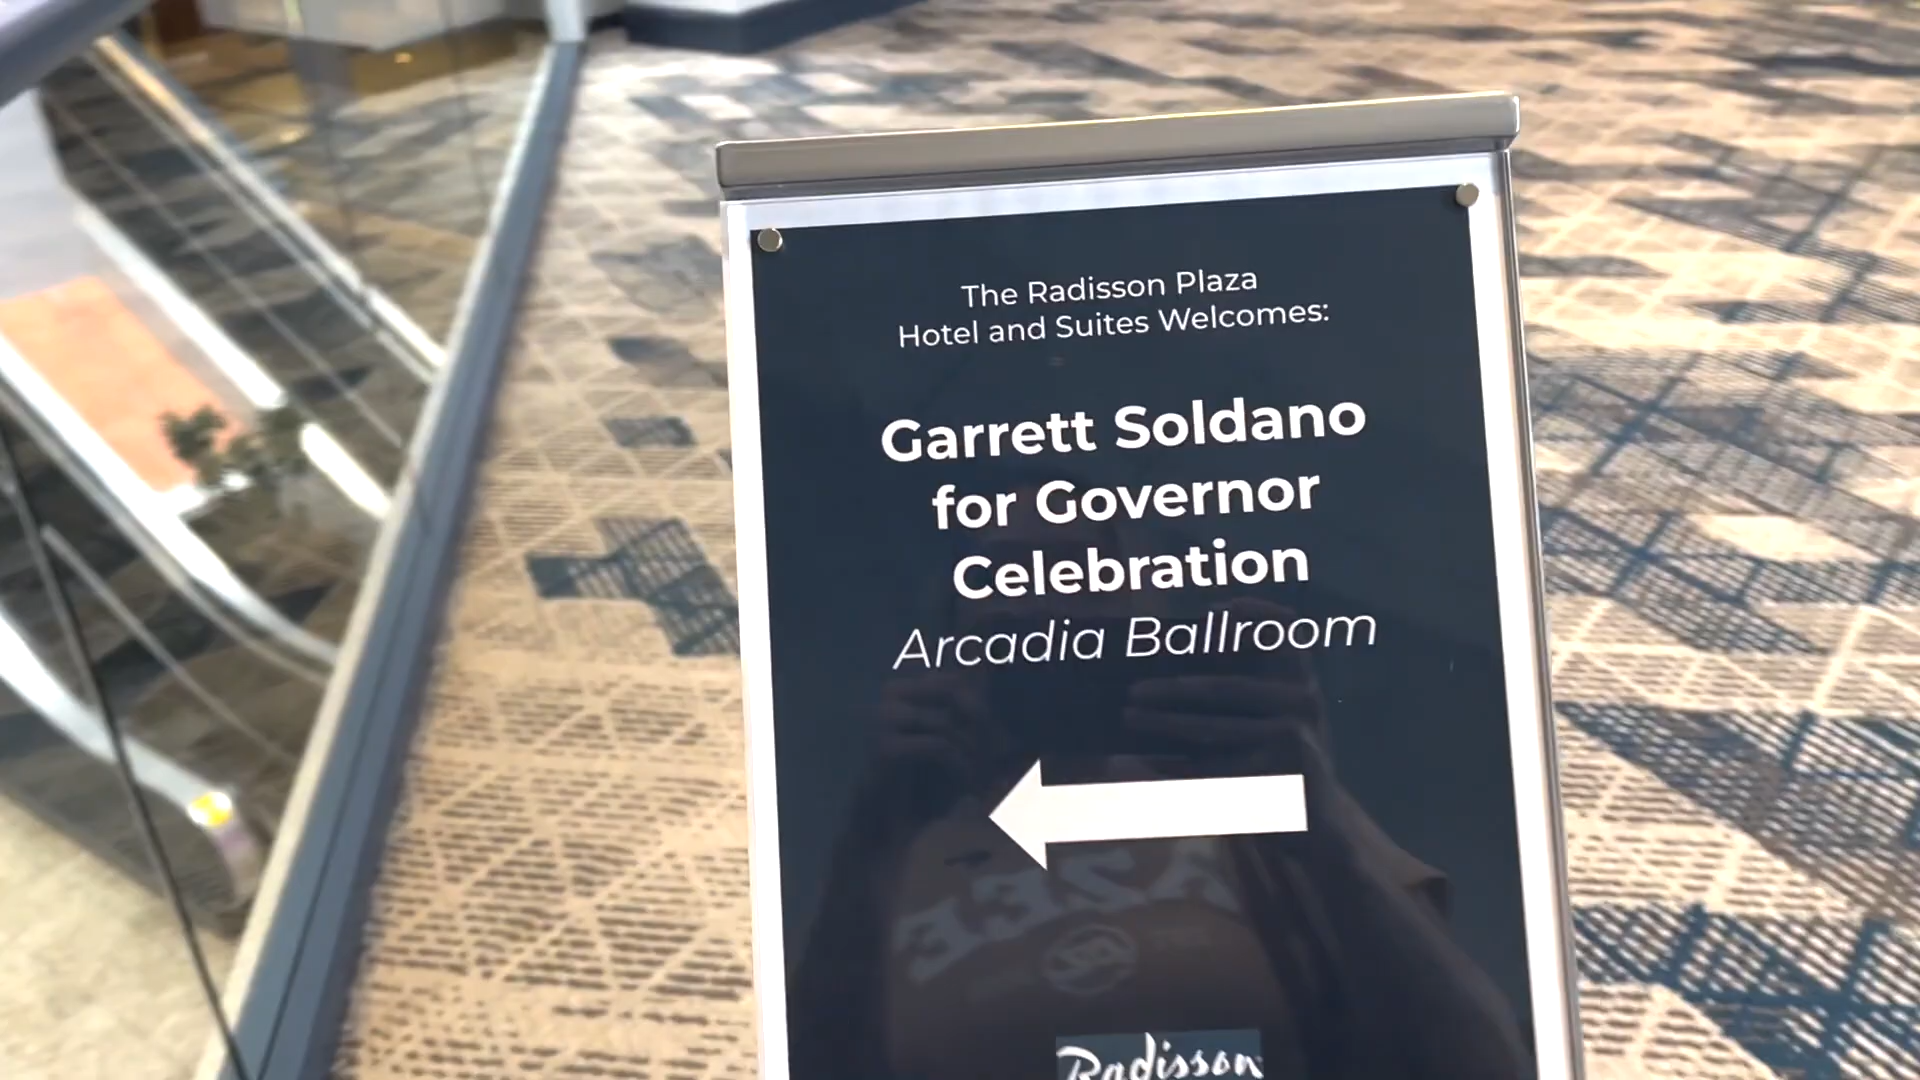 The Radisson Plaza
Hotel and Suites Welcomes:
Garrett Soldano
for Governor
Celebration
Arcadia Ballroom
Radisson